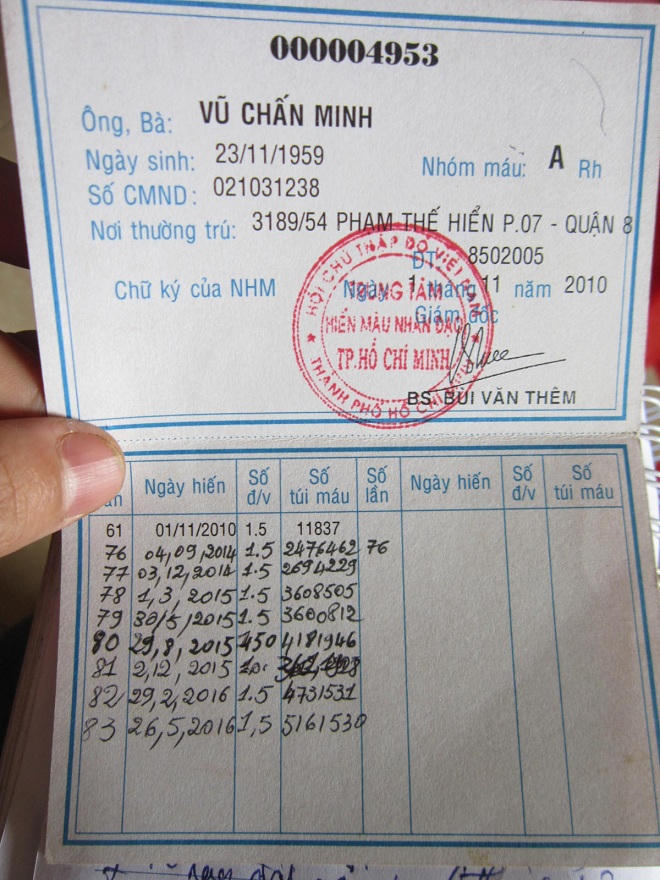 000004953
Ông, Bà: VŨ CHẤN MINH
Ngày sinh: 23/11/1959 Nhóm máu: A Rh
Số CMND: 021031238
Nơi thường trú: 3189/54 PHẠM THẾ HIỂN P.07 - QUẬN 8
ĐT 8502005
Chữ ký của NHM Ngày 1 tháng 11 năm 2010
Giám đốc
HỘI CHỮ THẬP ĐỎ VIỆT NAM
TRUNG TÂM
HIẾN MÁU NHÂN ĐẠO
TP.HỒ CHÍ MINH
THÀNH PHỐ HỒ CHÍ MINH
BS. BÙI VĂN THÊM
Ngày hiến Số đ/v Số túi máu Số lần Ngày hiến Số đ/v Số túi máu
61 01/11/2010 1.5 11837
76 04,09,2014 1.5 2476462 76
77 03,12,2014 1.5 2694229
78 1,3,2015 1.5 3608505
79 30/5,2015 1.5 3600812
80 29,8,2015 450 4181946
81 2,12,2015
82 29,2,2016 1.5 4731531
83 26,5,2016 1,5 5161530